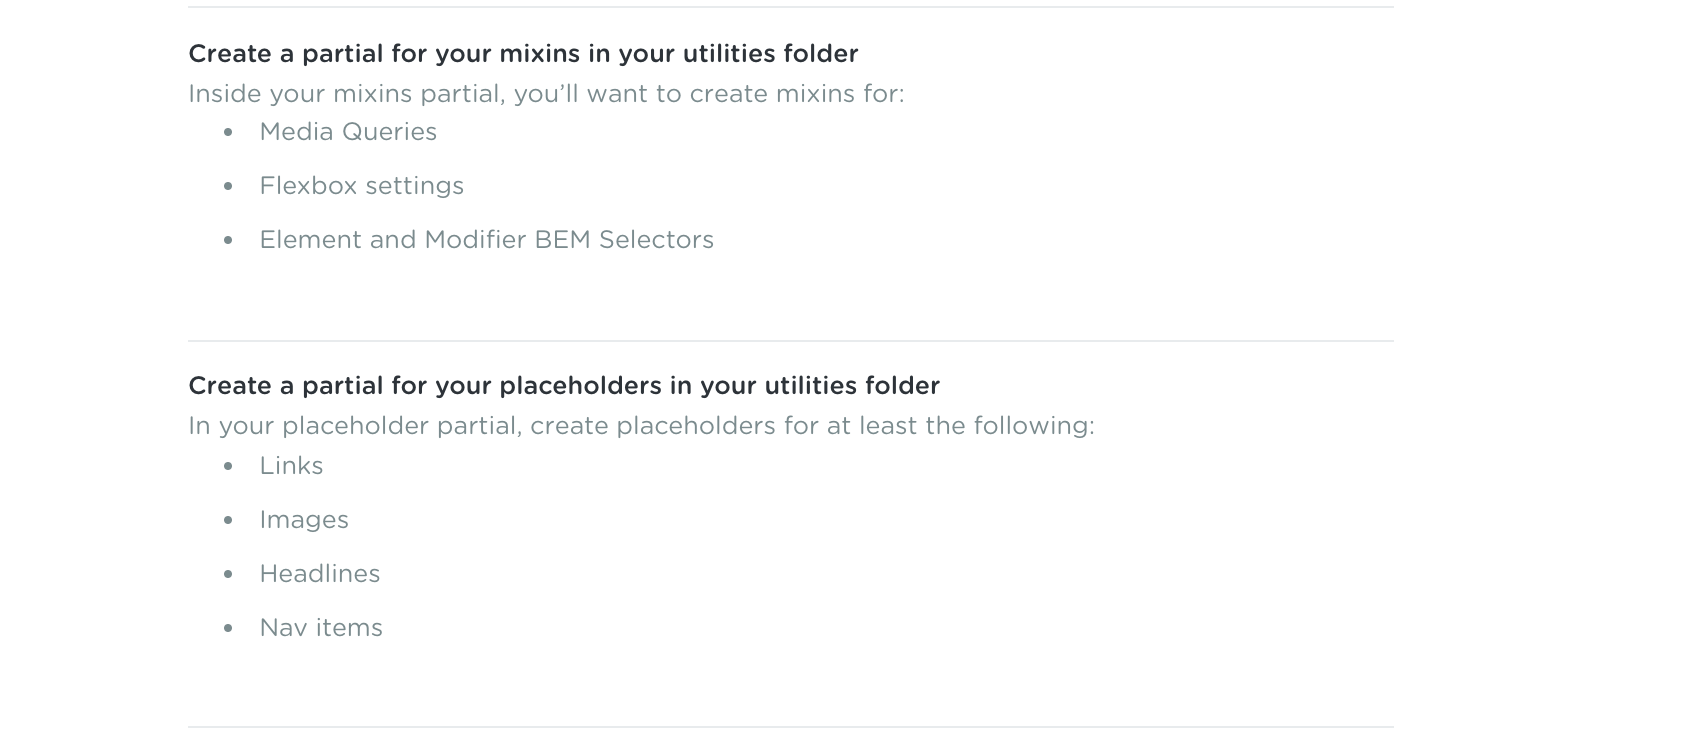 Create a partial for your mixins in your utilities folder
Inside your mixins partial, you’ll want to create mixins for:
• Media Queries
• Flexbox settings
• Element and Modifier BEM Selectors
Create a partial for your placeholders in your utilities folder
In your placeholder partial, create placeholders for at least the following:
• Links
• Images
• Headlines
• Nav items